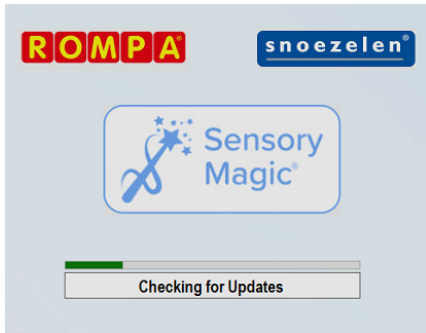 ROMPA®
snoezelen®
Sensory
Magic®
Checking for Updates